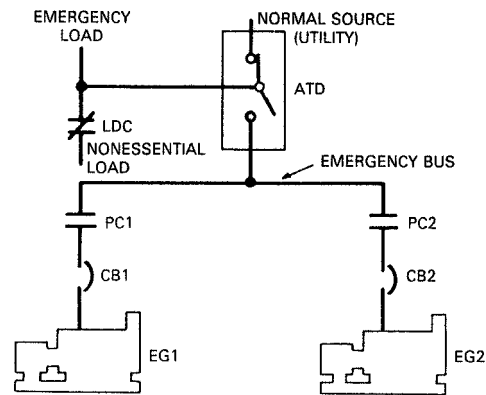 EMERGENCY
LOAD
NORMAL SOURCE
(UTILITY)
ATD
LDC
NONESSENTIAL
LOAD
EMERGENCY BUS
PC1
PC2
CB1
CB2
EG1
EG2